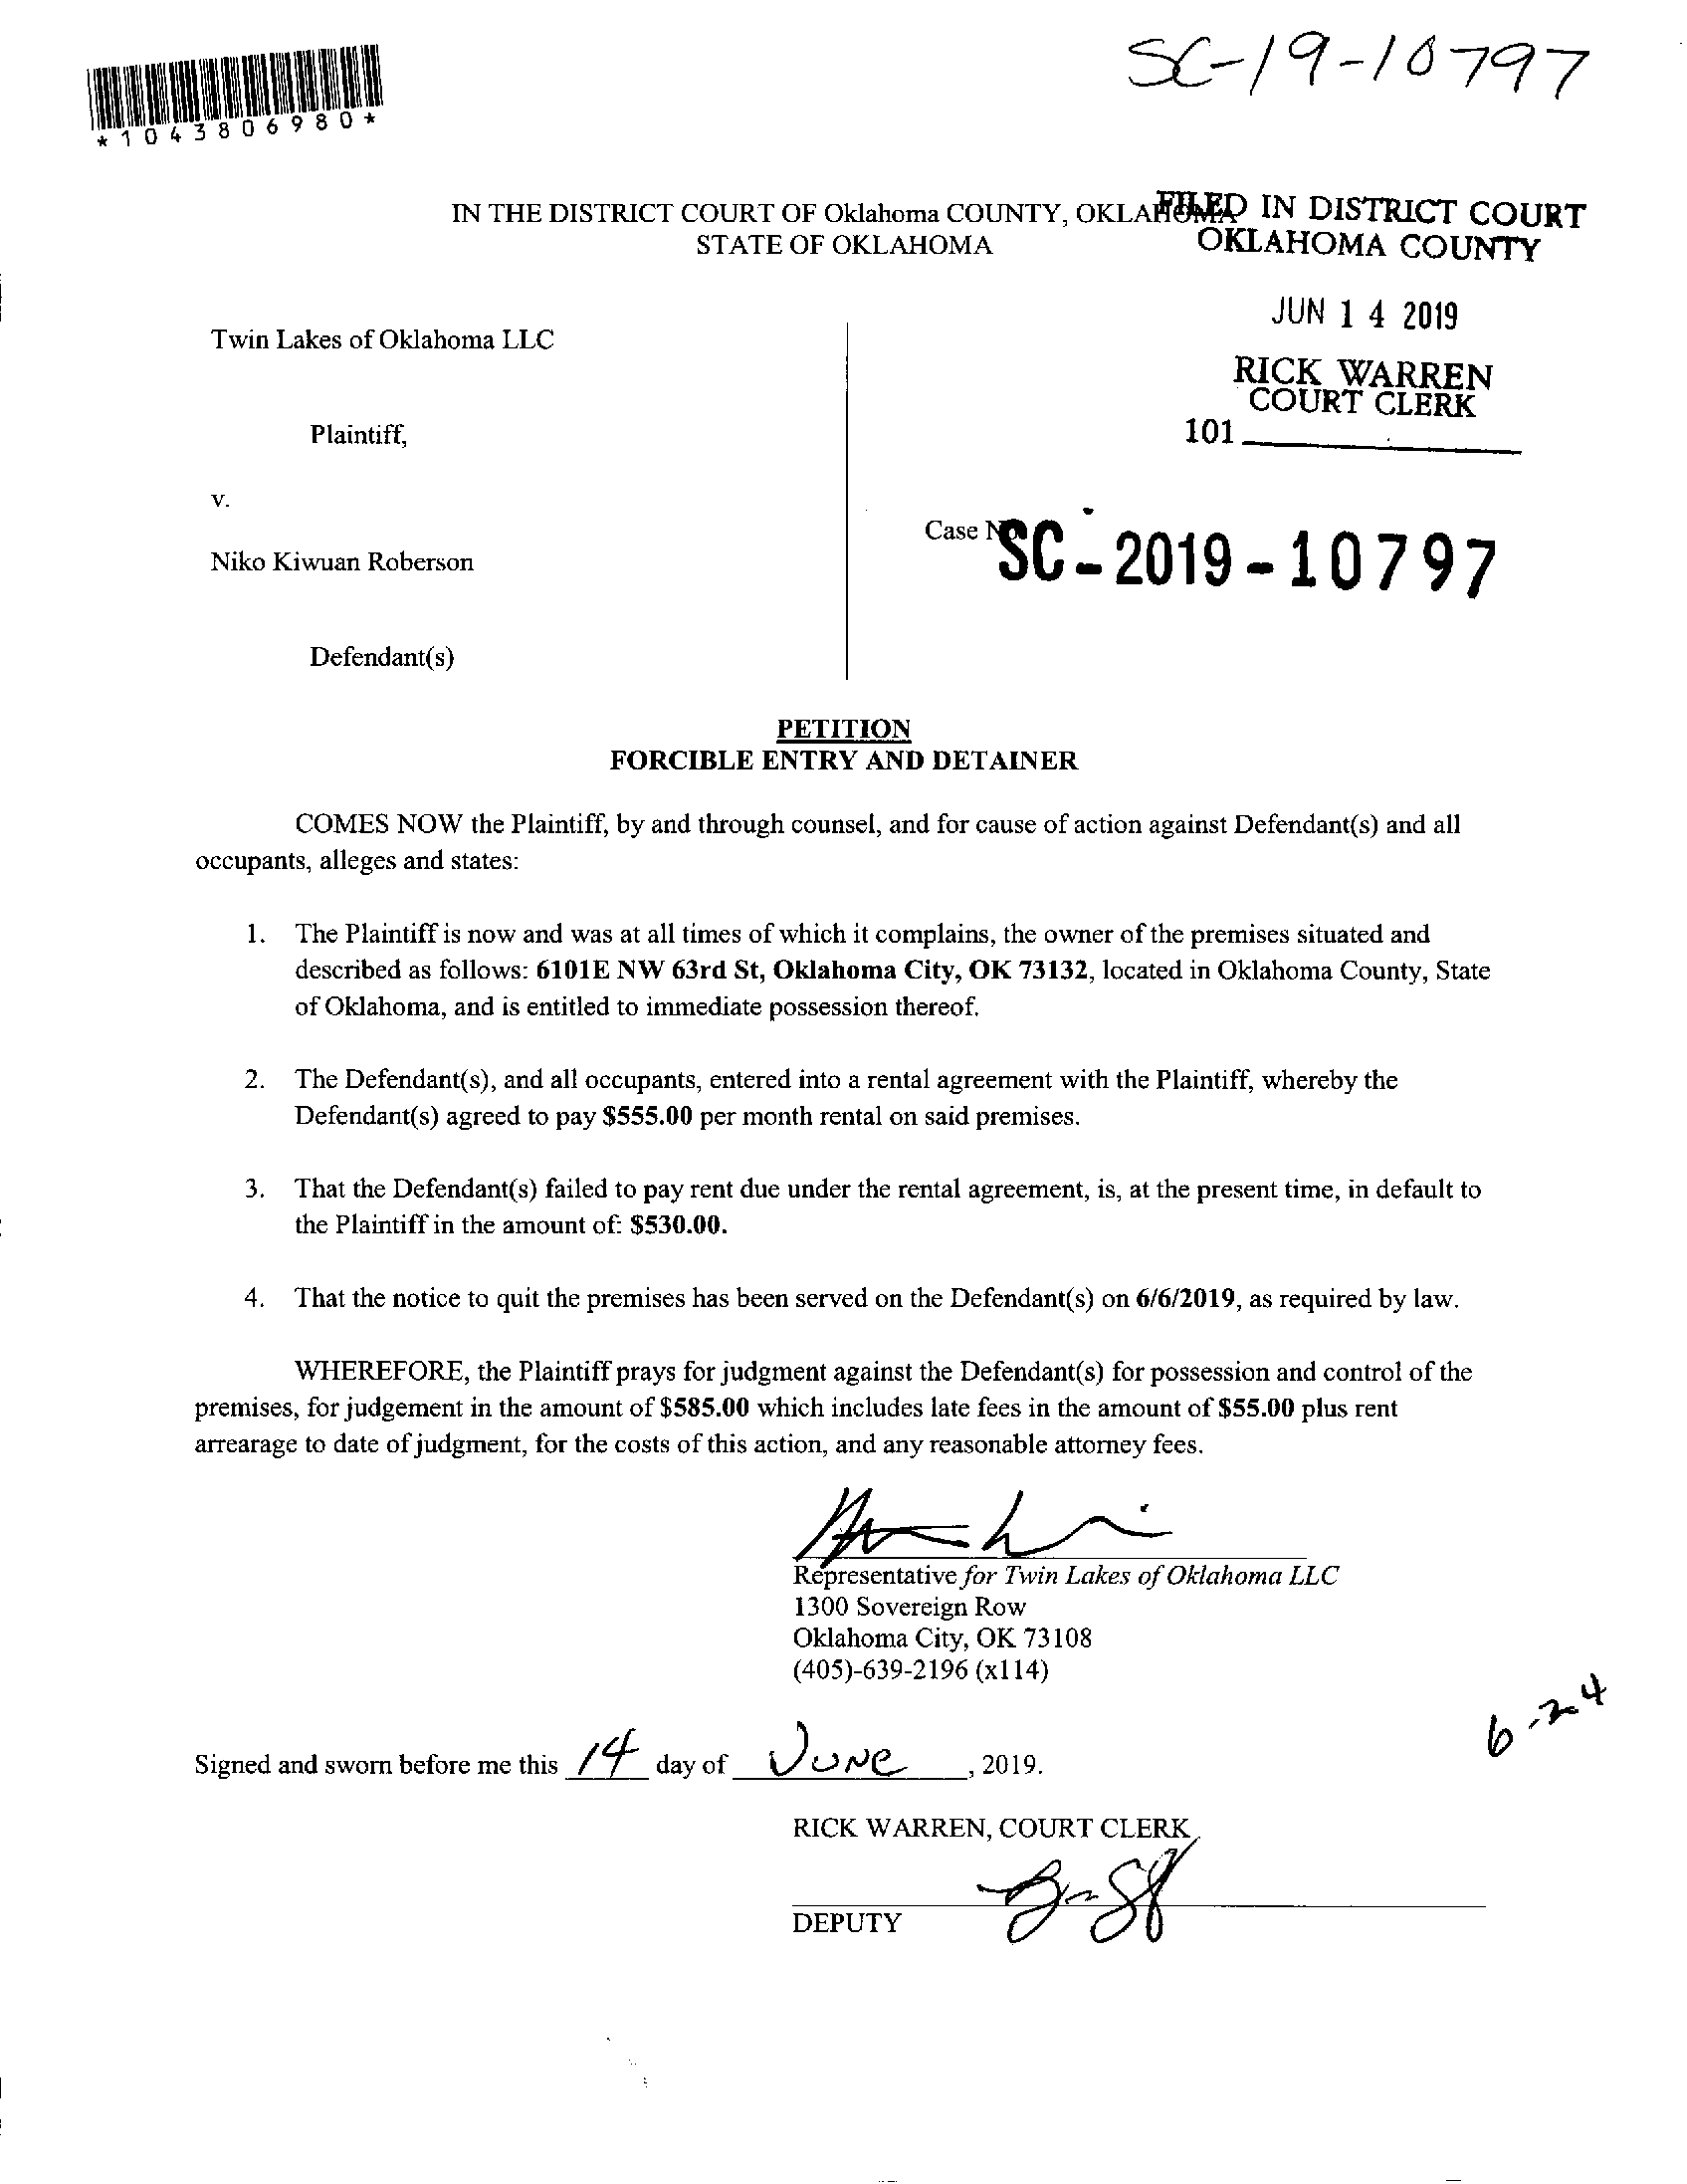 SC-19-10797
*1043806980*
IN THE DISTRICT COURT OF Oklahoma COUNTY, OKLAHOMA
STATE OF OKLAHOMA
FILED IN DISTRICT COURT
OKLAHOMA COUNTY
JUN 14 2019
RICK WARREN
COURT CLERK
101
Twin Lakes of Oklahoma LLC
Plaintiff,
v.
Niko Kiwuan Roberson
Defendant(s)
Case No. SC-2019-10797
PETITION
FORCIBLE ENTRY AND DETAINER
COMES NOW the Plaintiff, by and through counsel, and for cause of action against Defendant(s) and all
occupants, alleges and states:
1. The Plaintiff is now and was at all times of which it complains, the owner of the premises situated and
described as follows: 6101E NW 63rd St, Oklahoma City, OK 73132, located in Oklahoma County, State
of Oklahoma, and is entitled to immediate possession thereof.
2. The Defendant(s), and all occupants, entered into a rental agreement with the Plaintiff, whereby the
Defendant(s) agreed to pay $555.00 per month rental on said premises.
3. That the Defendant(s) failed to pay rent due under the rental agreement, is, at the present time, in default to
the Plaintiff in the amount of: $530.00.
4. That the notice to quit the premises has been served on the Defendant(s) on 6/6/2019, as required by law.
WHEREFORE, the Plaintiff prays for judgment against the Defendant(s) for possession and control of the
premises, for judgement in the amount of $585.00 which includes late fees in the amount of $55.00 plus rent
arrearage to date of judgment, for the costs of this action, and any reasonable attorney fees.
Representative for Twin Lakes of Oklahoma LLC
1300 Sovereign Row
Oklahoma City, OK 73108
(405)-639-2196 (x114)
6-24
Signed and sworn before me this 14 day of June, 2019.
RICK WARREN, COURT CLERK
DEPUTY